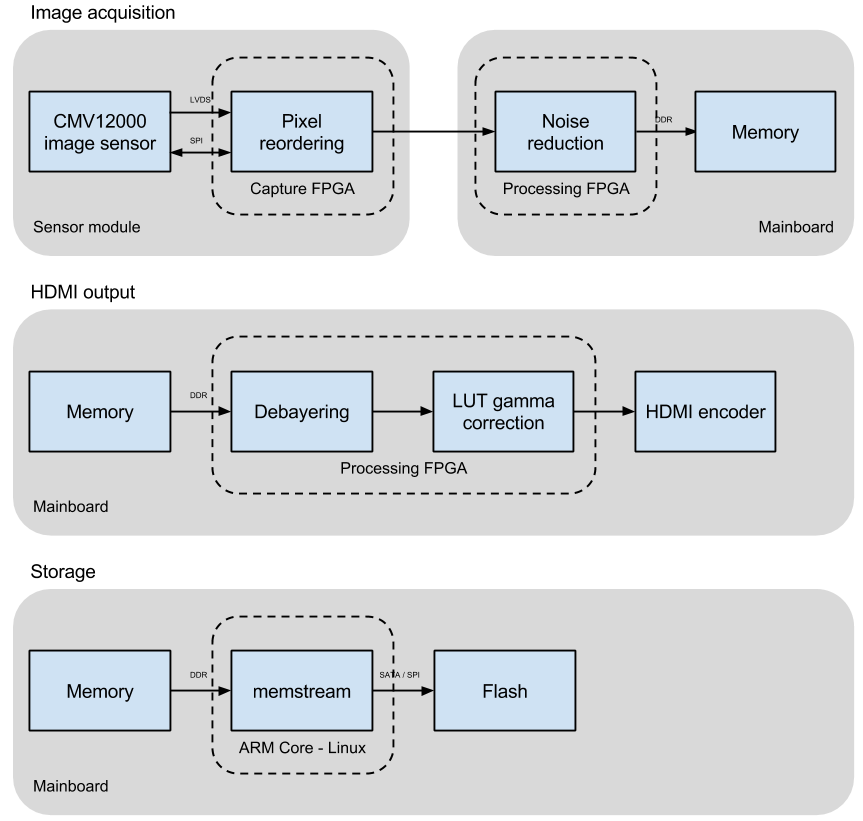 Image acquisition
LVDS
CMV12000
image sensor
SPI
Pixel
reordering
Capture FPGA
Sensor module
Noise
reduction
DDR
Memory
Processing FPGA
Mainboard
HDMI output
Memory
DDR
Debayering
LUT gamma
correction
HDMI encoder
Processing FPGA
Mainboard
Storage
Memory
DDR
memstream
SATA / SPI
Flash
ARM Core - Linux
Mainboard